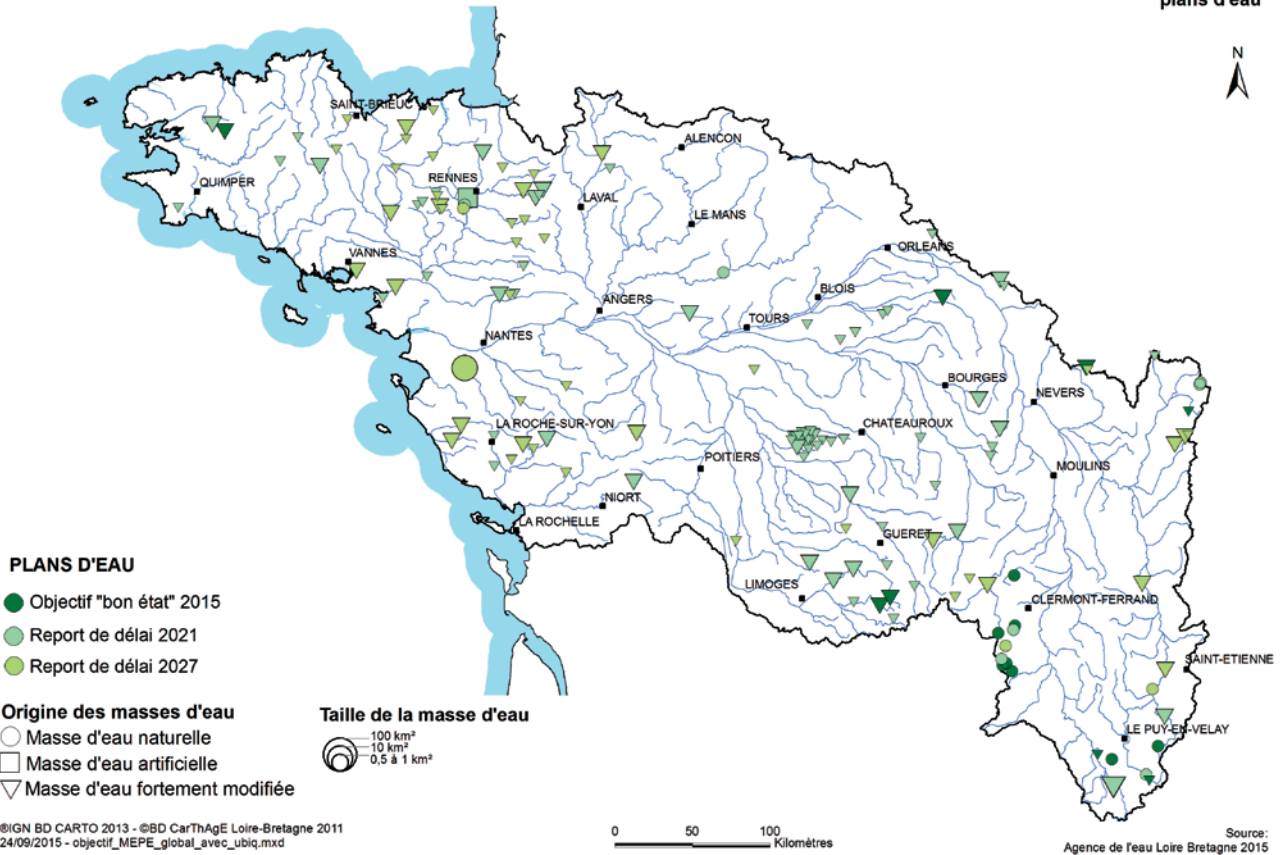 plans d'eau
N
SAINT-BRIEUC
ALENCON
QUIMPER
RENNES
LAVAL
LE MANS
VANNES
ORLEANS
ANGERS
BLOIS
TOURS
NANTES
BOURGES
NEVERS
LA ROCHE-SUR-YON
CHATEAUROUX
POITIERS
MOULINS
NIORT
LA ROCHELLE
GUERET
LIMOGES
CLERMONT-FERRAND
SAINT-ETIENNE
LE PUY-EN-VELAY
PLANS D'EAU
Objectif "bon état" 2015
Report de délai 2021
Report de délai 2027
Origine des masses d'eau
Masse d'eau naturelle
Masse d'eau artificielle
Masse d'eau fortement modifiée
Taille de la masse d'eau
100 km²
10 km²
0,5 à 1 km²
®IGN BD CARTO 2013 - ©BD CarThAgE Loire-Bretagne 2011
24/09/2015 - objectif_MEPE_global_avec_ubiq.mxd
0 50 100
Kilomètres
Source:
Agence de l'eau Loire Bretagne 2015